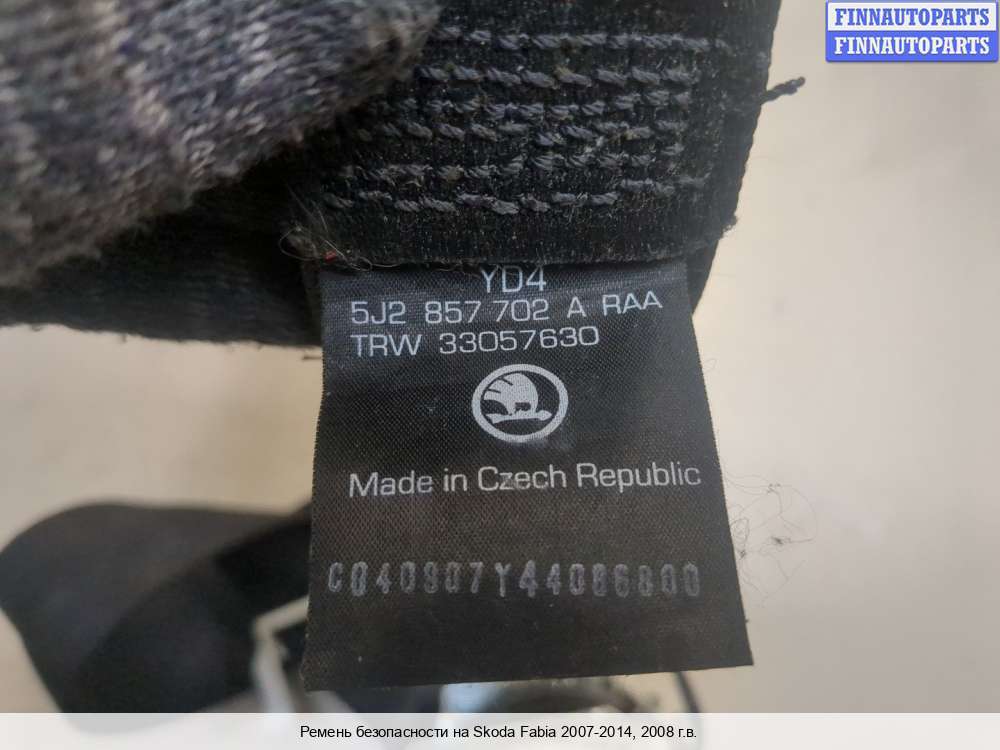 FINNAUTOPARTS
FINNAUTOPARTS
YD4
5J2 857 702 A RAA
TRW 33057630
Made in Czech Republic
C040907Y44086800
Ремень безопасности на Skoda Fabia 2007-2014, 2008 г.в.